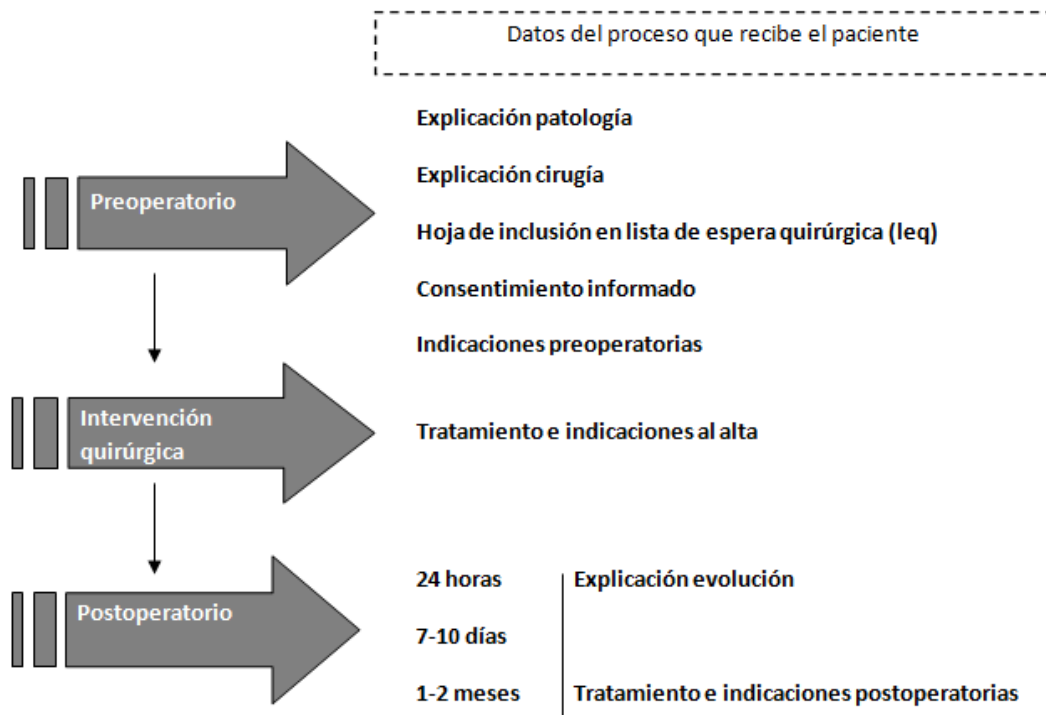 Datos del proceso que recibe el paciente
Explicación patología
Explicación cirugía
Preoperatorio
Hoja de inclusión en lista de espera quirúrgica (leq)
Consentimiento informado
Indicaciones preoperatorias
Intervención
quirúrgica
Tratamiento e indicaciones al alta
Postoperatorio
24 horas
Explicación evolución
7-10 días
1-2 meses
Tratamiento e indicaciones postoperatorias